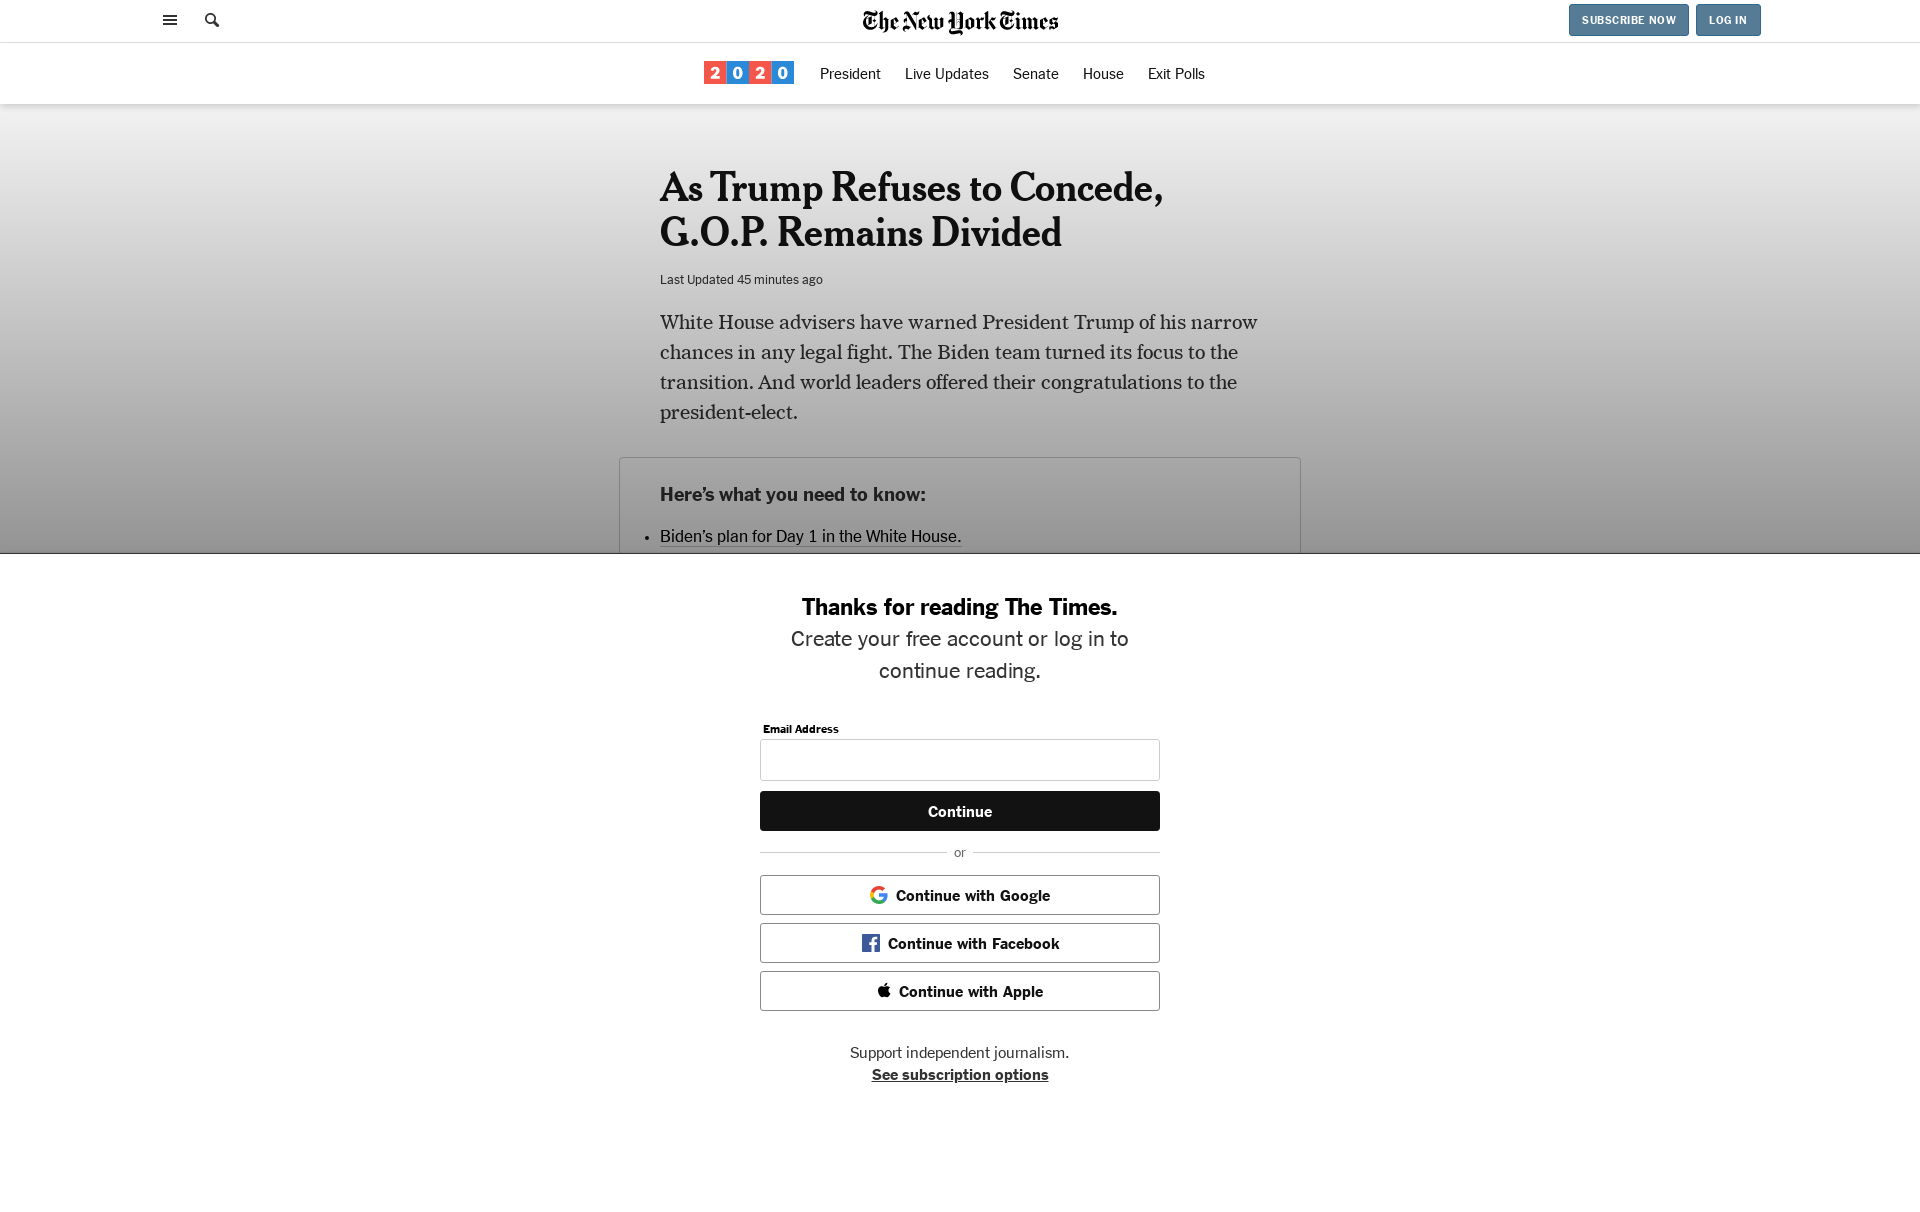 The New York Times
SUBSCRIBE NOW
LOG IN
2020
President
Live Updates
Senate
House
Exit Polls
As Trump Refuses to Concede,
G.O.P. Remains Divided
Last Updated 45 minutes ago
White House advisers have warned President Trump of his narrow
chances in any legal fight. The Biden team turned its focus to the
transition. And world leaders offered their congratulations to the
president-elect.
Here’s what you need to know:
Biden’s plan for Day 1 in the White House.
Thanks for reading The Times.
Create your free account or log in to
continue reading.
Email Address
Continue
or
Continue with Google
Continue with Facebook
Continue with Apple
Support independent journalism.
See subscription options